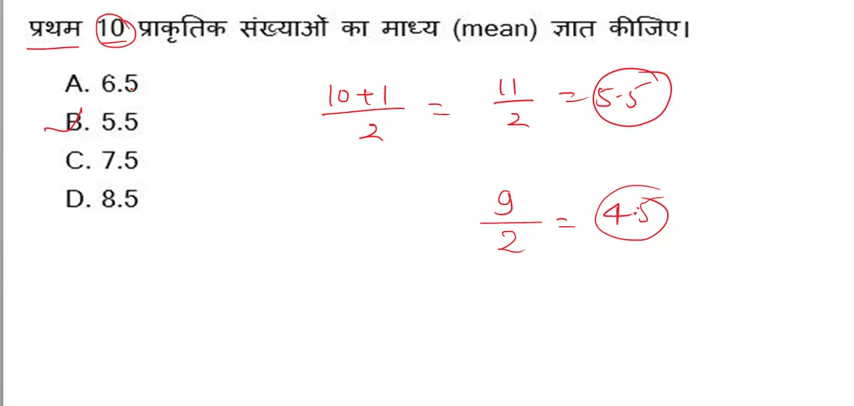 प्रथम 10 प्राकृतिक संख्याओं का माध्य (mean) ज्ञात कीजिए।
A. 6.5
B. 5.5
C. 7.5
D. 8.5
10+1/2 = 11/2 = 5.5
9/2 = 4.5